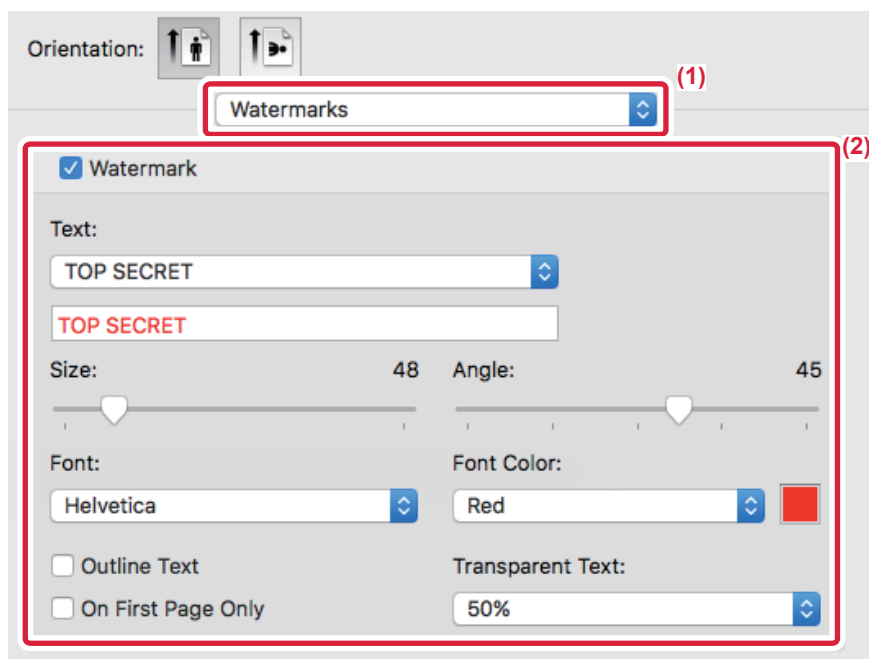 Orientation:
(1)
Watermarks
(2)
Watermark
Text:
TOP SECRET
TOP SECRET
Size: 48 Angle: 45
Font: Font Color:
Helvetica Red
Outline Text Transparent Text:
On First Page Only 50%